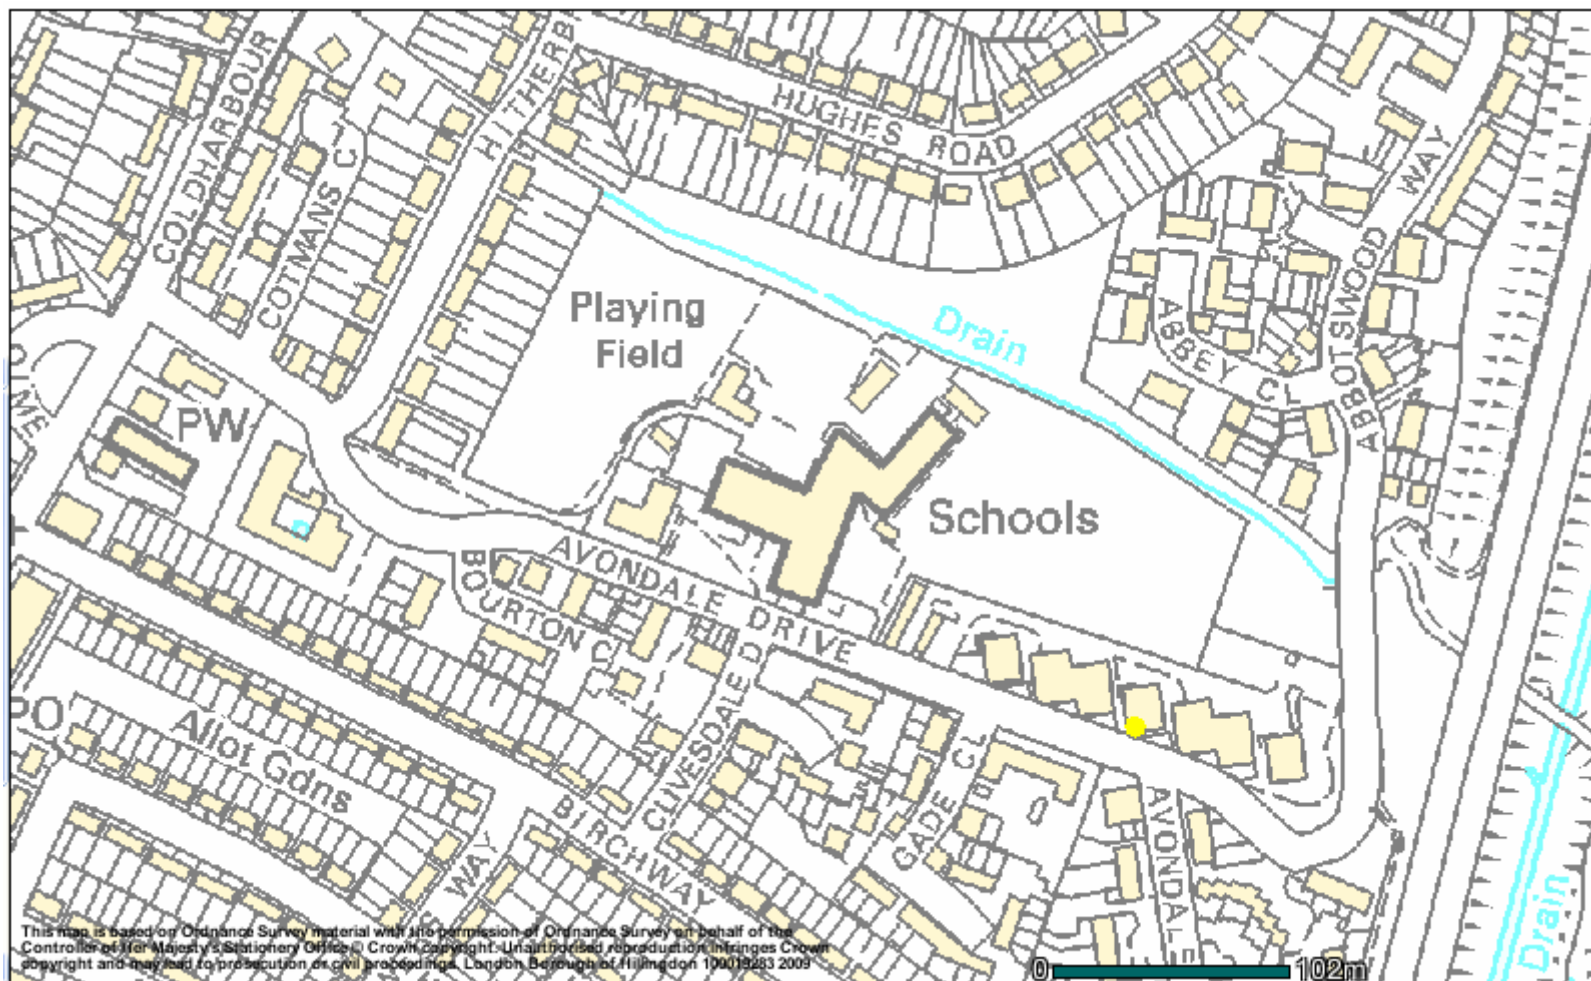 COLDHARBOUR
HITHERB
HUGHES ROAD
COTMANS C
WAY
ABBOTSWOOD
ABBEY CL
Playing
Field
Drain
PW
Schools
AVONDALE DRIVE
BOURTON C
CLIVESDALE D
PO
Allot Gdns
BIRCHWAY
GADE CL
AVONDALE
WAY
Drain
This map is based on Ordnance Survey material with the permission of Ordnance Survey on behalf of the
Controller of Her Majesty's Stationery Office © Crown copyright. Unauthorised reproduction infringes Crown
copyright and may lead to prosecution or civil proceedings. London Borough of Hillingdon 100019283 2009
0 102m